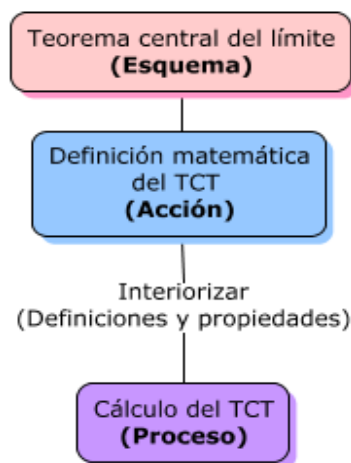 Teorema central del límite
(Esquema)
Definición matemática
del TCT
(Acción)
Interiorizar
(Definiciones y propiedades)
Cálculo del TCT
(Proceso)